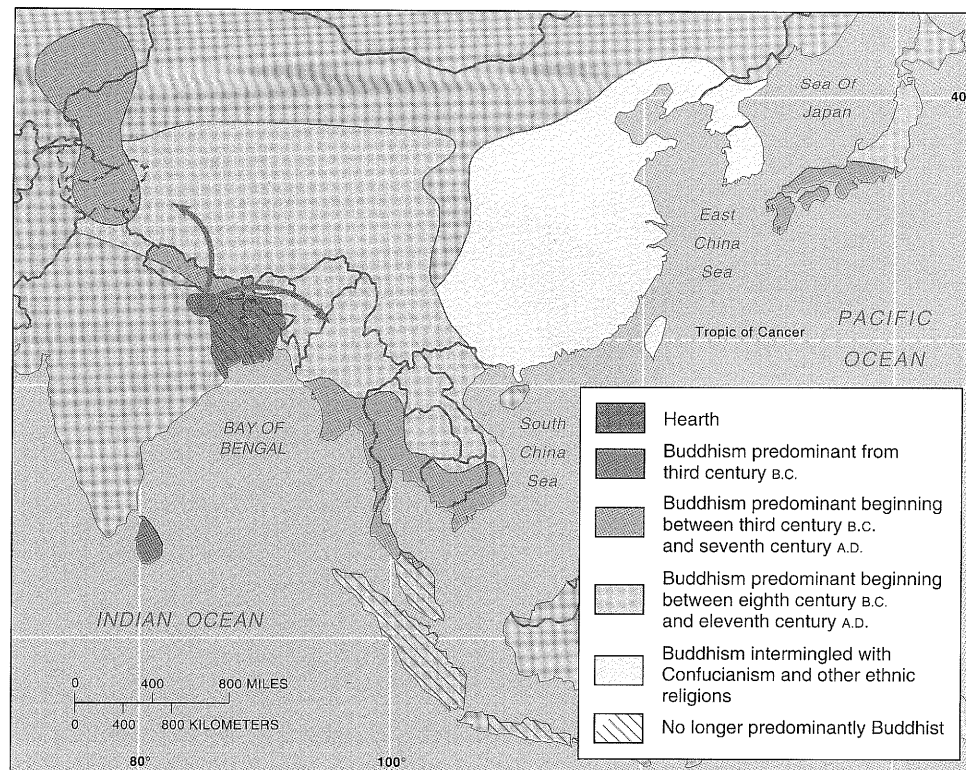 Sea Of
Japan
40
East
China
Sea
PACIFIC
OCEAN
Tropic of Cancer
BAY OF
BENGAL
South
China
Sea
INDIAN OCEAN
0 400 800 MILES
0 400 800 KILOMETERS
80°
100°
Hearth
Buddhism predominant from
third century B.C.
Buddhism predominant beginning
between third century B.C.
and seventh century A.D.
Buddhism predominant beginning
between eighth century B.C.
and eleventh century A.D.
Buddhism intermingled with
Confucianism and other ethnic
religions
No longer predominantly Buddhist